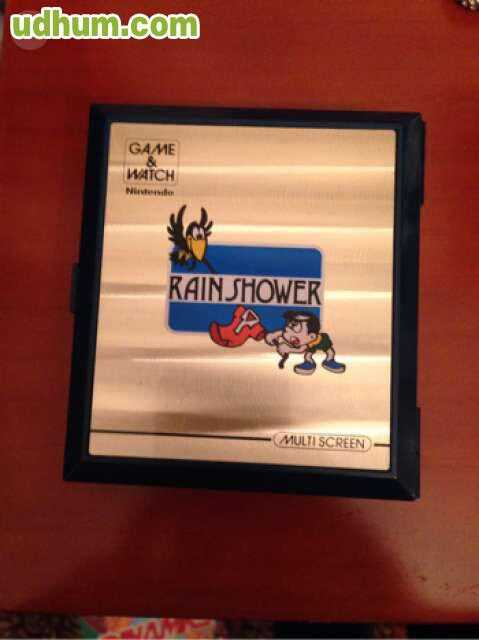 udhum.com
GAME
&
WATCH
Nintendo
RAIN SHOWER
MULTI SCREEN